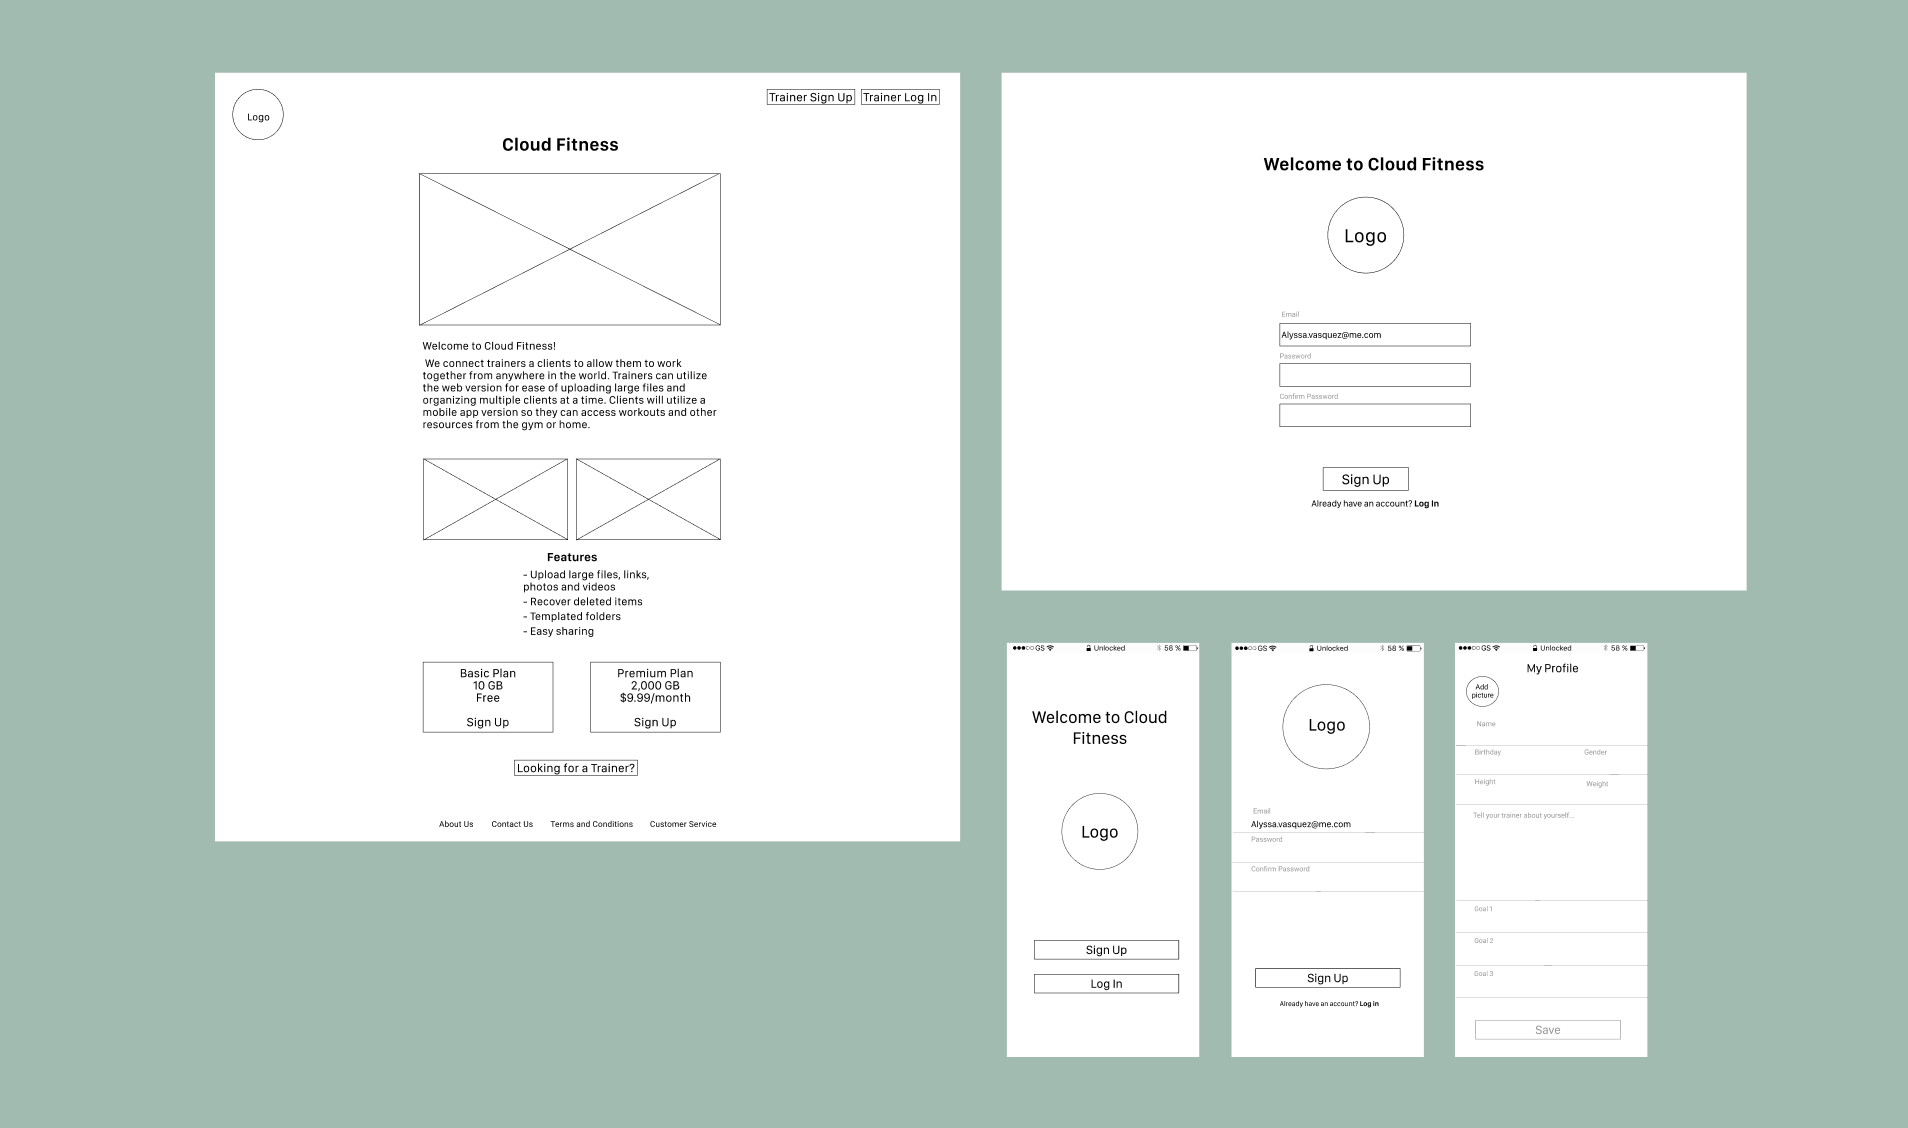 Logo
Trainer Sign Up
Trainer Log In
Cloud Fitness
Welcome to Cloud Fitness!
We connect trainers a clients to allow them to work
together from anywhere in the world. Trainers can utilize
the web version for ease of uploading large files and
organizing multiple clients at a time. Clients will utilize a
mobile app version so they can access workouts and other
resources from the gym or home.
Features
- Upload large files, links,
photos and videos
- Recover deleted items
- Templated folders
- Easy sharing
Basic Plan
10 GB
Free
Sign Up
Premium Plan
2,000 GB
$9.99/month
Sign Up
Looking for a Trainer?
About Us
Contact Us
Terms and Conditions
Customer Service
Welcome to Cloud Fitness
Logo
Email
Alyssa.vasquez@me.com
Password
Confirm Password
Sign Up
Already have an account? Log In
GS
Unlocked
58 %
Welcome to Cloud
Fitness
Logo
Sign Up
Log In
GS
Unlocked
58 %
Logo
Email
Alyssa.vasquez@me.com
Password
Confirm Password
Sign Up
Already have an account? Log in
GS
Unlocked
58 %
My Profile
Add
picture
Name
Birthday
Gender
Height
Weight
Tell your trainer about yourself...
Goal 1
Goal 2
Goal 3
Save